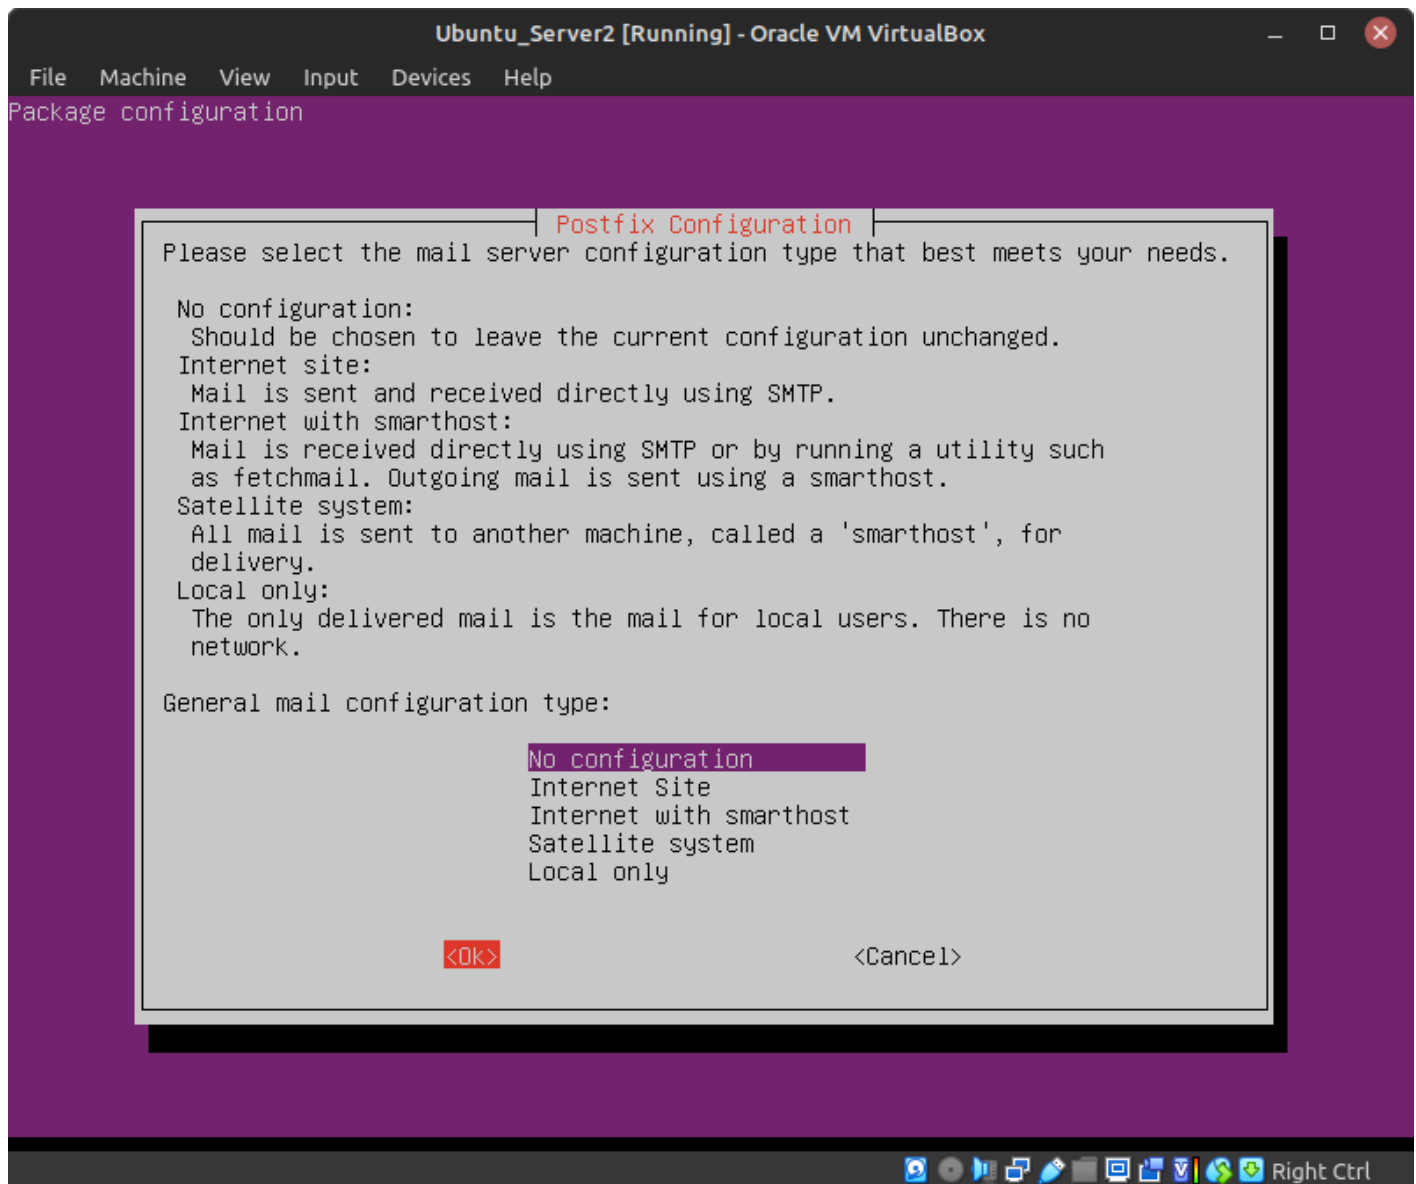 Ubuntu_Server2 [Running] - Oracle VM VirtualBox
File Machine View Input Devices Help
Package configuration
Postfix Configuration
Please select the mail server configuration type that best meets your needs.
No configuration:
Should be chosen to leave the current configuration unchanged.
Internet site:
Mail is sent and received directly using SMTP.
Internet with smarthost:
Mail is received directly using SMTP or by running a utility such
as fetchmail. Outgoing mail is sent using a smarthost.
Satellite system:
All mail is sent to another machine, called a 'smarthost', for
delivery.
Local only:
The only delivered mail is the mail for local users. There is no
network.
General mail configuration type:
No configuration
Internet Site
Internet with smarthost
Satellite system
Local only
<Ok> <Cancel>
Right Ctrl